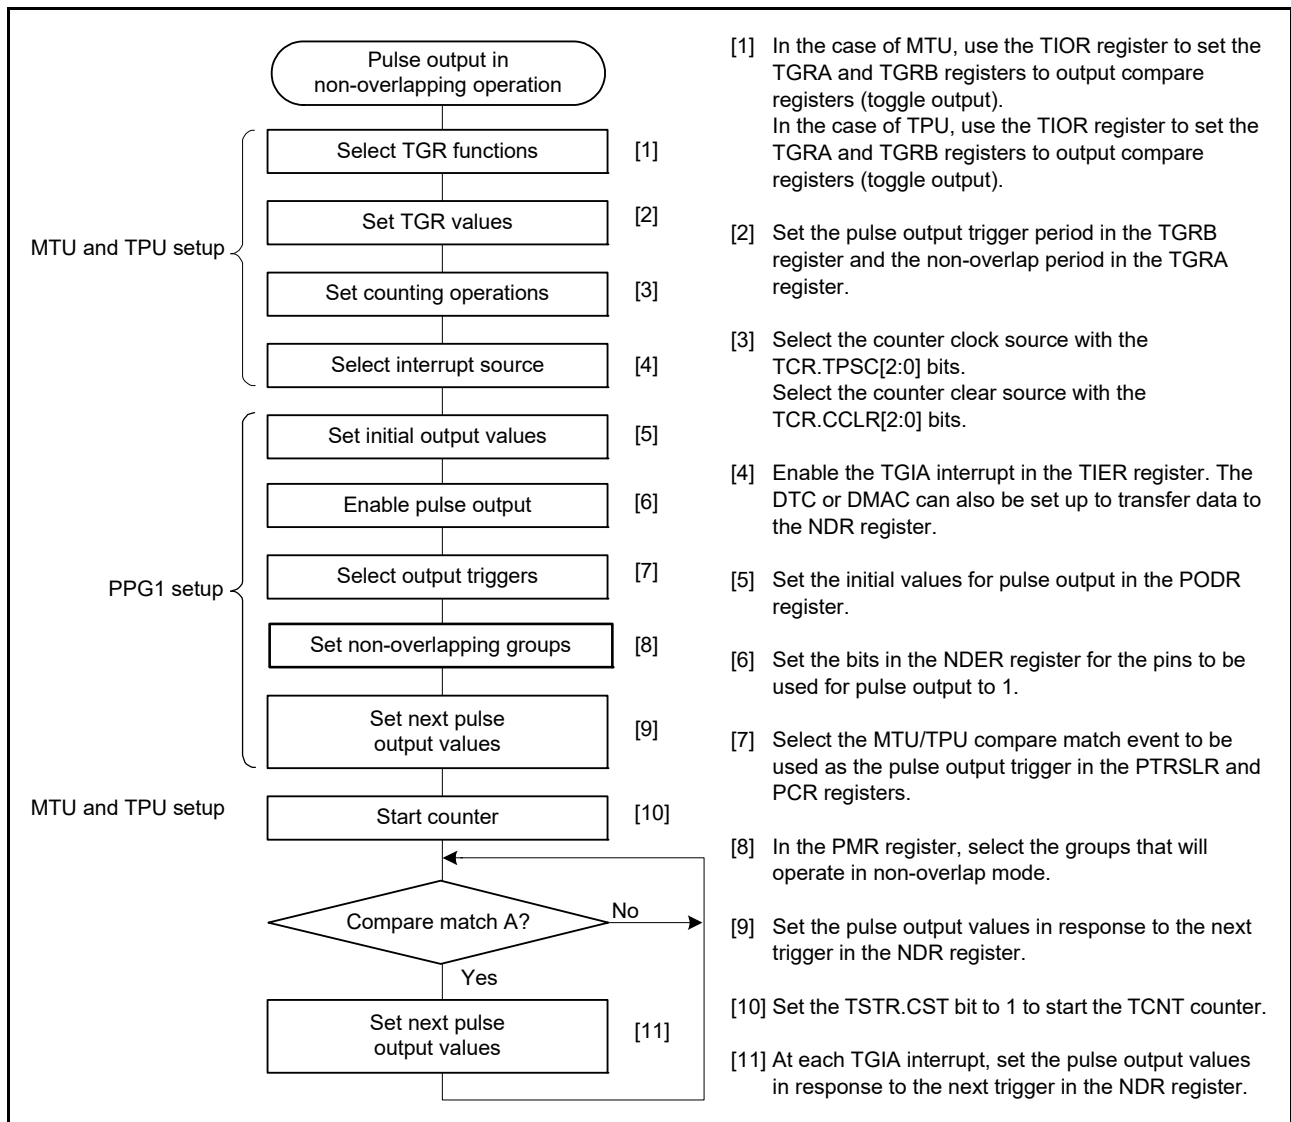 Pulse output in
non-overlapping operation
MTU and TPU setup
Select TGR functions [1]
Set TGR values [2]
Set counting operations [3]
Select interrupt source [4]
PPG1 setup
Set initial output values [5]
Enable pulse output [6]
Select output triggers [7]
Set non-overlapping groups [8]
Set next pulse
output values [9]
MTU and TPU setup
Start counter [10]
Compare match A?
No
Yes
Set next pulse
output values [11]
[1] In the case of MTU, use the TIOR register to set the
TGRA and TGRB registers to output compare
registers (toggle output).
In the case of TPU, use the TIOR register to set the
TGRA and TGRB registers to output compare
registers (toggle output).
[2] Set the pulse output trigger period in the TGRB
register and the non-overlap period in the TGRA
register.
[3] Select the counter clock source with the
TCR.TPSC[2:0] bits.
Select the counter clear source with the
TCR.CCLR[2:0] bits.
[4] Enable the TGIA interrupt in the TIER register. The
DTC or DMAC can also be set up to transfer data to
the NDR register.
[5] Set the initial values for pulse output in the PODR
register.
[6] Set the bits in the NDER register for the pins to be
used for pulse output to 1.
[7] Select the MTU/TPU compare match event to be
used as the pulse output trigger in the PTRSLR and
PCR registers.
[8] In the PMR register, select the groups that will
operate in non-overlap mode.
[9] Set the pulse output values in response to the next
trigger in the NDR register.
[10] Set the TSTR.CST bit to 1 to start the TCNT counter.
[11] At each TGIA interrupt, set the pulse output values
in response to the next trigger in the NDR register.